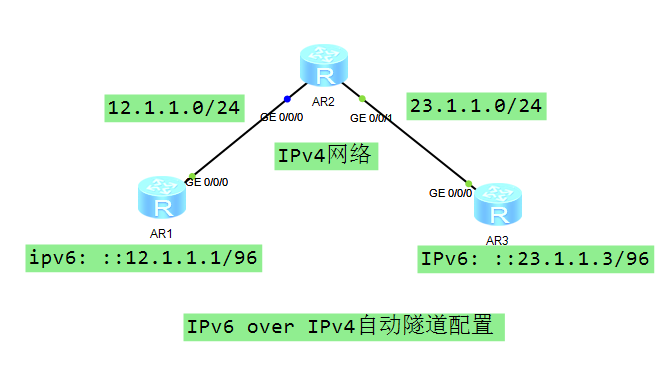 R
AR2
12.1.1.0/24
23.1.1.0/24
GE 0/0/0
GE 0/0/1
IPv4网络
R
GE 0/0/0
GE 0/0/0
R
AR1
AR3
ipv6: ::12.1.1.1/96
IPv6: ::23.1.1.3/96
IPv6 over IPv4自动隧道配置